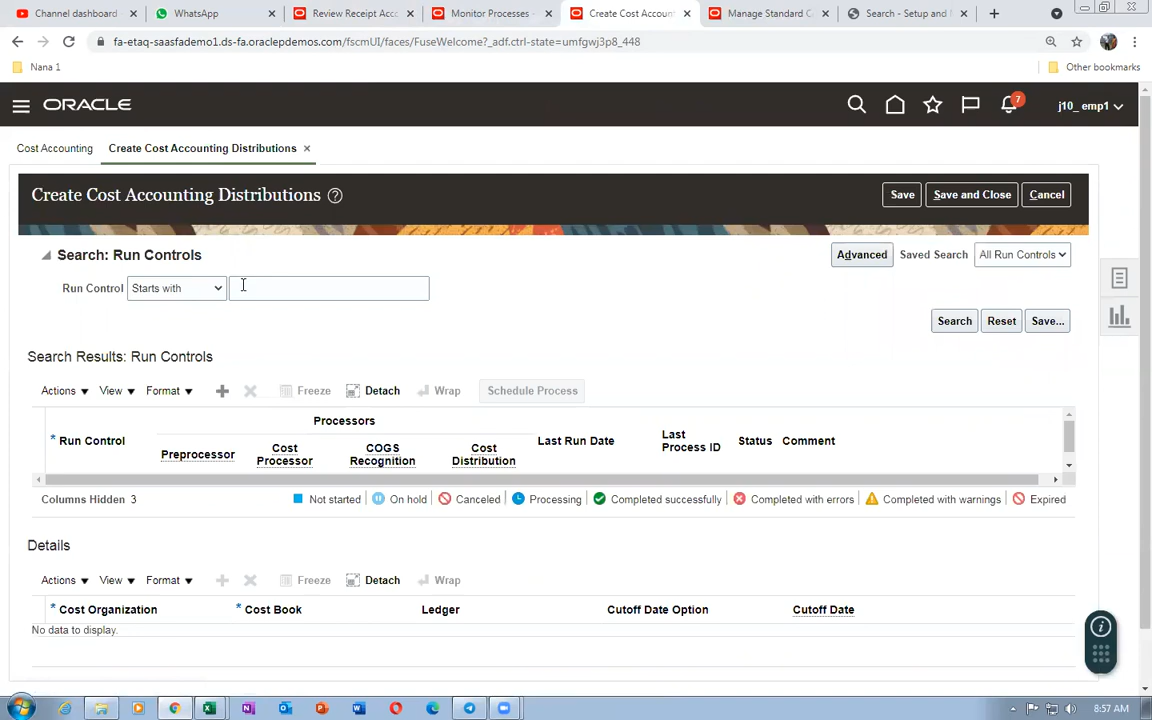 Channel dashboard
WhatsApp
Review Receipt Acc
Monitor Processes -
Create Cost Accoun
Manage Standard C
Search - Setup and
fa-etaq-saasfademo1.ds-fa.oraclepdemos.com/fscmUI/faces/FuseWelcome?_adf.ctrl-state=umfgwj3p8_448
Nana 1
Other bookmarks
ORACLE
7
j10_ emp1
Cost Accounting
Create Cost Accounting Distributions
Create Cost Accounting Distributions
Save
Save and Close
Cancel
Search: Run Controls
Advanced
Saved Search
All Run Controls
Run Control
Starts with
Search
Reset
Save...
Search Results: Run Controls
Actions
View
Format
Freeze
Detach
Wrap
Schedule Process
Processors
* Run Control
Preprocessor
Cost
Processor
COGS
Recognition
Cost
Distribution
Last Run Date
Last
Process ID
Status
Comment
Columns Hidden 3
Not started
On hold
Canceled
Processing
Completed successfully
Completed with errors
Completed with warnings
Expired
Details
Actions
View
Format
Freeze
Detach
Wrap
* Cost Organization
* Cost Book
Ledger
Cutoff Date Option
Cutoff Date
No data to display.
8:57 AM